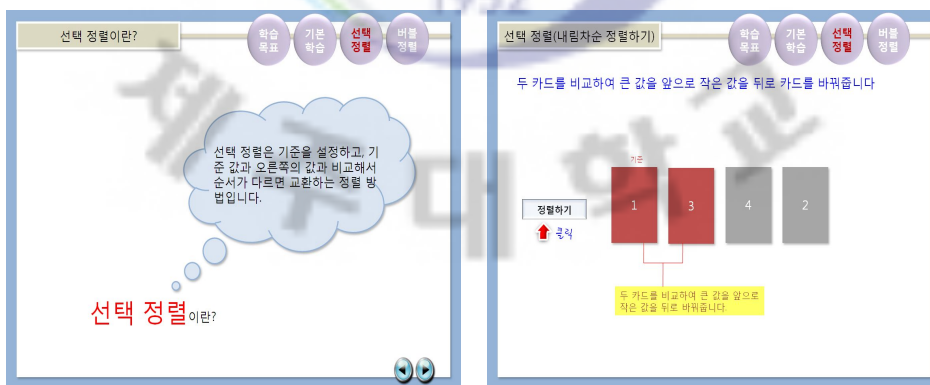 1952
선택 정렬이란?
학습
목표
기본
학습
선택
정렬
버블
정렬
선택 정렬은 기준을 설정하고, 기
준 값과 오른쪽의 값과 비교해서
순서가 다르면 교환하는 정렬 방
법입니다.
선택 정렬이란?
선택 정렬(내림차순 정렬하기)
학습
목표
기본
학습
선택
정렬
버블
정렬
두 카드를 비교하여 큰 값을 앞으로 작은 값을 뒤로 카드를 바꿔줍니다
기준
1 3 4 2
정렬하기
클릭
두 카드를 비교하여 큰 값을 앞으로
작은 값을 뒤로 바꿔줍니다.
제주대학교